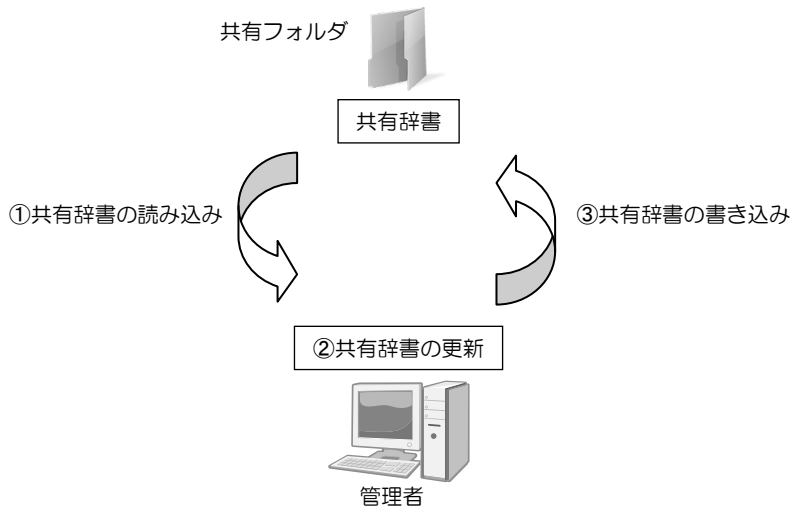 共有フォルダ
共有辞書
①共有辞書の読み込み
③共有辞書の書き込み
②共有辞書の更新
管理者